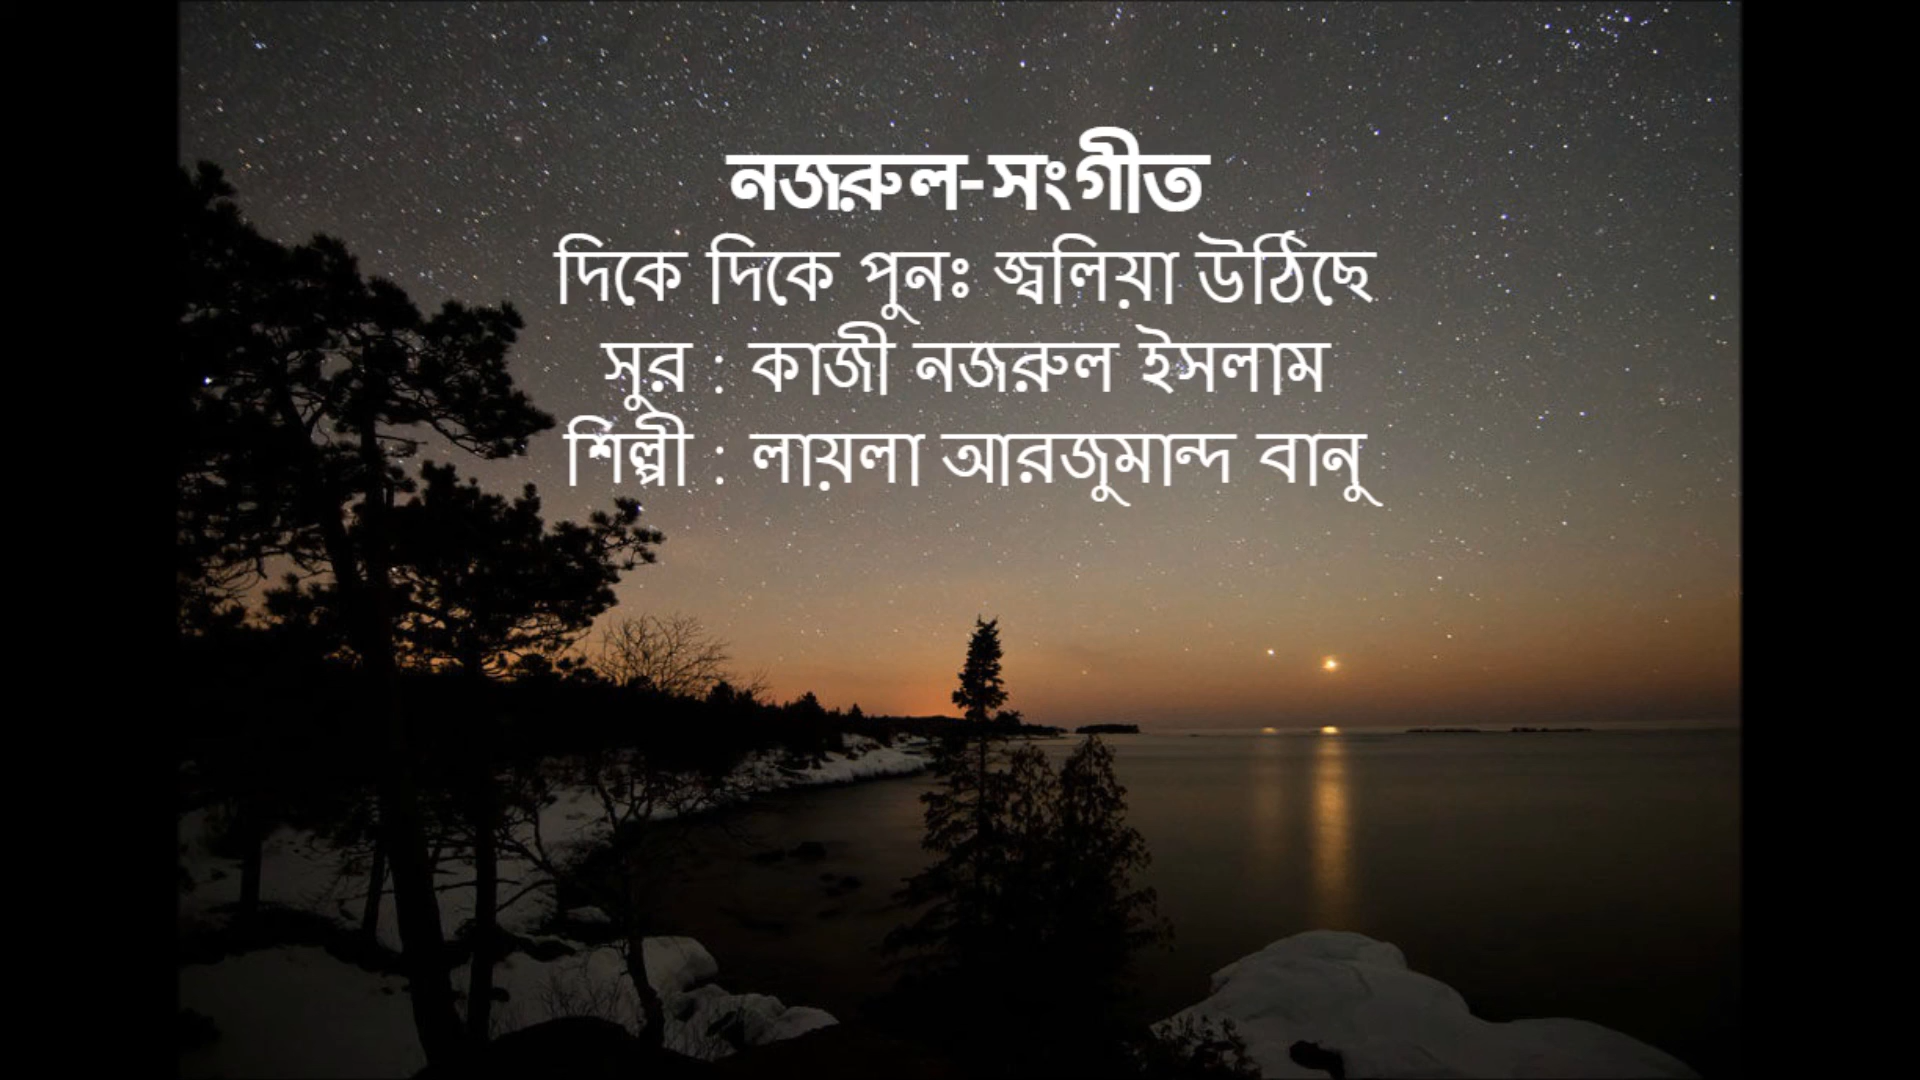 নজরুল-সংগীত
দিকে দিকে পুনঃ জ্বলিয়া উঠিছে
সুর : কাজী নজরুল ইসলাম
শিল্পী : লায়লা আরজুমান্দ বানু